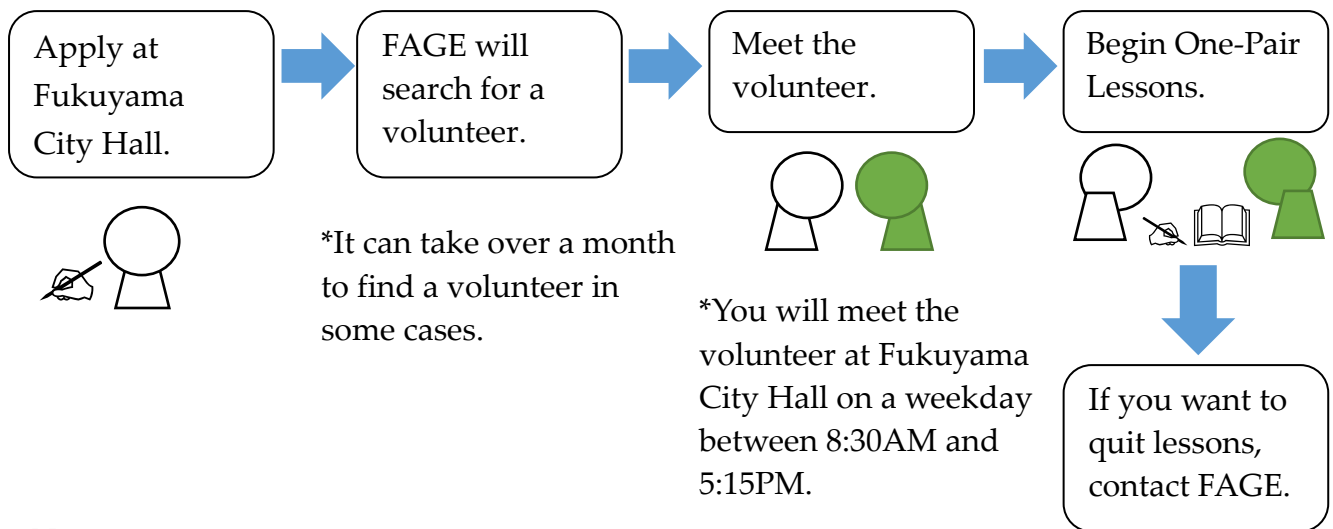 Apply at
Fukuyama
City Hall.
FAGE will
search for a
volunteer.
*It can take over a month
to find a volunteer in
some cases.
Meet the
volunteer.
*You will meet the
volunteer at Fukuyama
City Hall on a weekday
between 8:30AM and
5:15PM.
Begin One-Pair
Lessons.
If you want to
quit lessons,
contact FAGE.